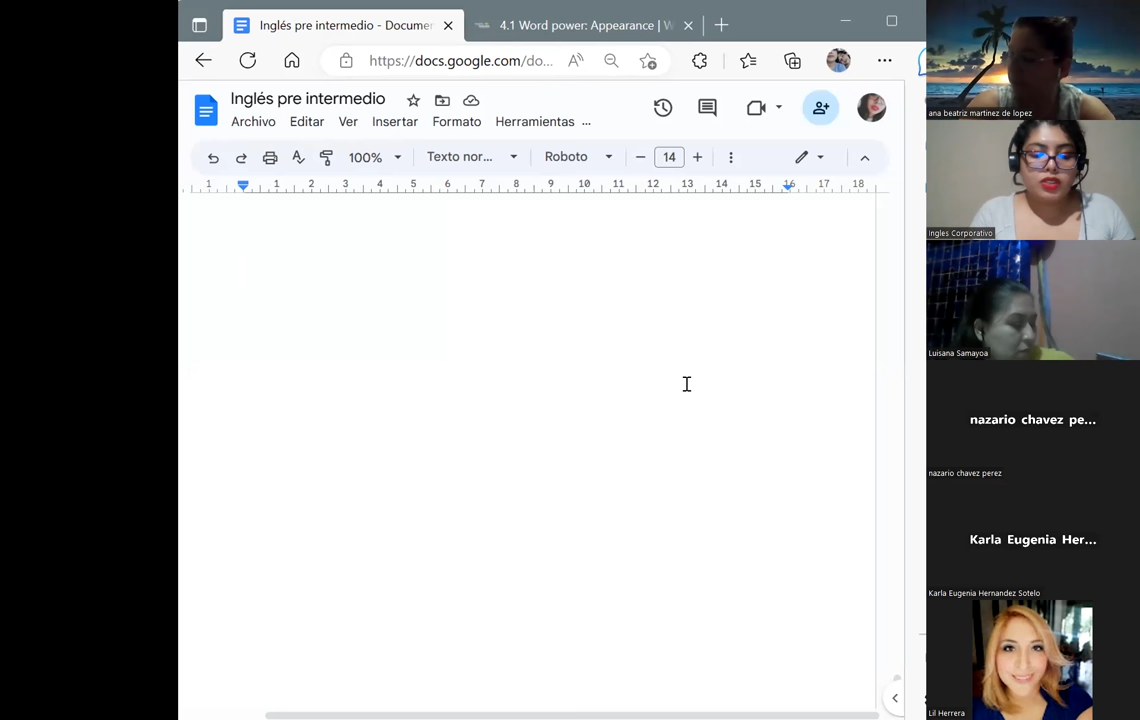 Inglés pre intermedio - Documen
4.1 Word power: Appearance | W
https://docs.google.com/do...
Inglés pre intermedio
Archivo Editar Ver Insertar Formato Herramientas ...
100% Texto nor... Roboto 14
1 1 2 3 4 5 6 7 8 9 10 11 12 13 14 15 16 17 18
ana beatriz martinez de lopez
Ingles Corporativo
Luisana Samayoa
nazario chavez pe...
nazario chavez perez
Karla Eugenia Her...
Karla Eugenia Hernandez Sotelo
Lil Herrera